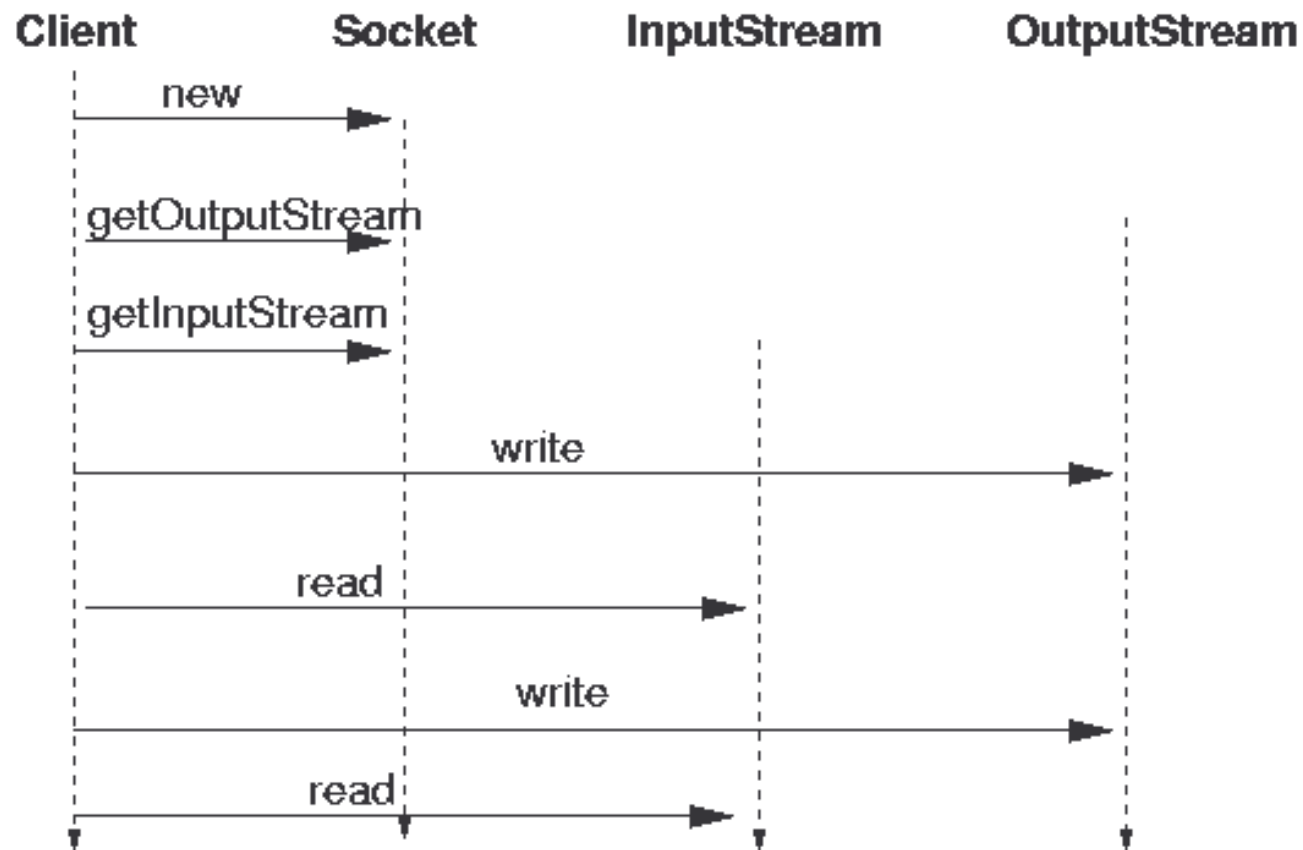 Client Socket InputStream OutputStream
new
getOutputStream
getInputStream
write
read
write
read